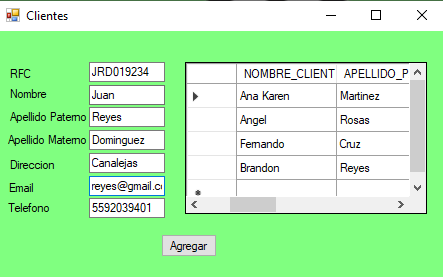 Clientes
RFC JRD019234
Nombre Juan
Apellido Paterno Reyes
Apellido Materno Dominguez
Direccion Canalejas
Email reyes@gmail.co
Telefono 5592039401
NOMBRE_CLIENT APELLIDO_P
Ana Karen Martinez
Angel Rosas
Fernando Cruz
Brandon Reyes
Agregar